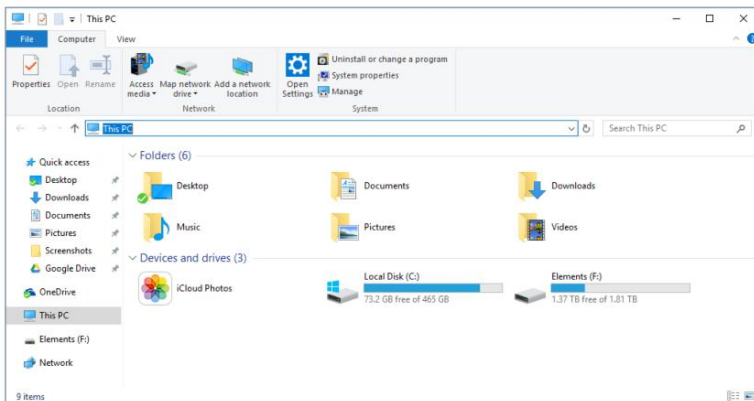 This PC
File Computer View
Properties Open Rename Access media Map network drive Add a network location Open Settings Uninstall or change a program
System properties
Manage
Location Network System
This PC Search This PC
Quick access
Desktop
Downloads
Documents
Pictures
Screenshots
Google Drive
OneDrive
This PC
Elements (F:)
Network
Folders (6)
Desktop Documents Downloads
Music Pictures Videos
Devices and drives (3)
iCloud Photos
Local Disk (C:)
73.2 GB free of 465 GB
Elements (F:)
1.37 TB free of 1.81 TB
9 items